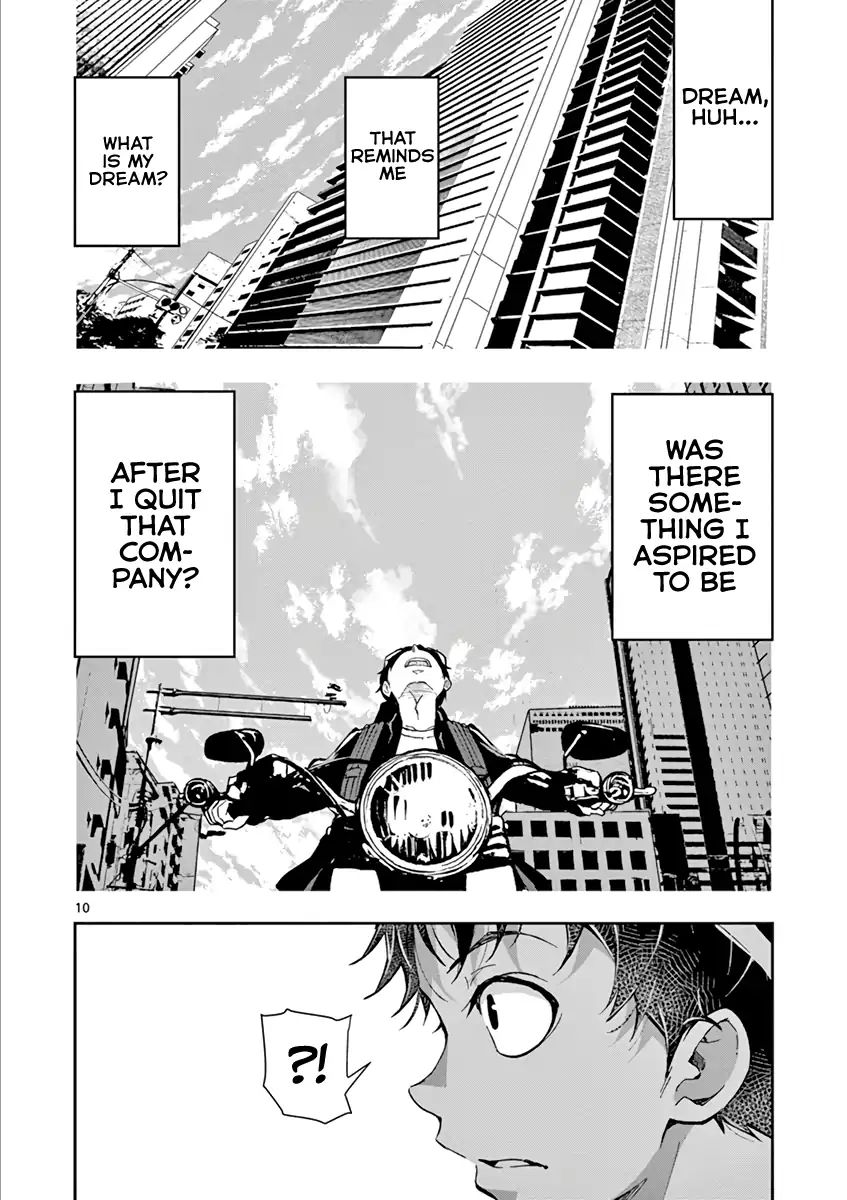 DREAM,
HUH...
THAT
REMINDS
ME
WHAT
IS MY
DREAM?
WAS
THERE
SOME-
THING I
ASPIRED
TO BE
AFTER
I QUIT
THAT
COM-
PANY?
10
?!